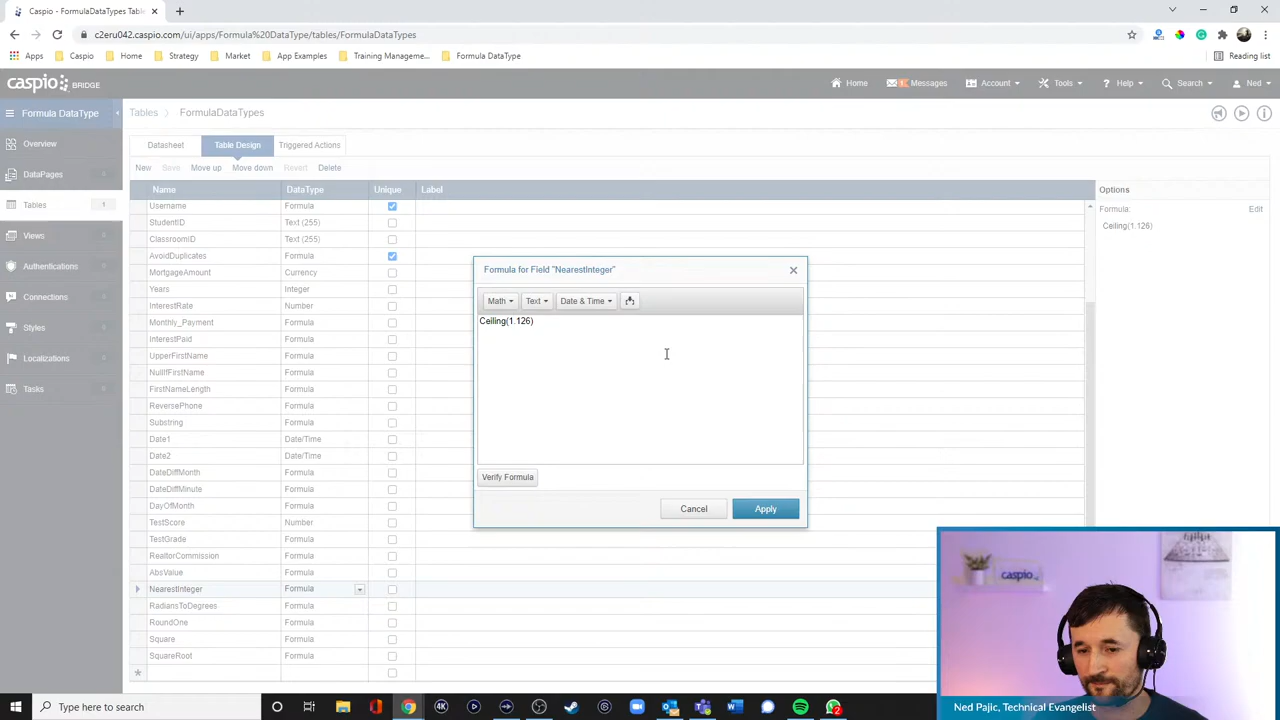 Caspio - FormulaDataTypes Tabl
c2eru042.caspio.com/ui/apps/Formula%20DataType/tables/FormulaDataTypes
Apps Caspio Home Strategy Market App Examples Training Manageme... Formula DataType Reading list
caspio BRIDGE Home Messages Account Tools Help Search Ned
Formula DataType Tables FormulaDataTypes
Overview
DataPages
Tables 1
Views
Authentications
Connections
Styles
Localizations
Tasks
Datasheet Table Design Triggered Actions
New Save Move up Move down Revert Delete
Name DataType Unique Label
Username Formula
StudentID Text (255)
ClassroomID Text (255)
AvoidDuplicates Formula
MortgageAmount Currency
Years Integer
InterestRate Number
Monthly_Payment Formula
InterestPaid Formula
UpperFirstName Formula
NullIfFirstName Formula
FirstNameLength Formula
ReversePhone Formula
Substring Formula
Date1 Date/Time
Date2 Date/Time
DateDiffMonth Formula
DateDiffMinute Formula
DayOfMonth Formula
TestScore Number
TestGrade Formula
RealtorCommission Formula
AbsValue Formula
NearestInteger Formula
RadiansToDegrees Formula
RoundOne Formula
Square Formula
SquareRoot Formula
Options
Formula: Edit
Ceiling(1.126)
Formula for Field "NearestInteger"
Math Text Date & Time
Ceiling(1.126)
Verify Formula
Cancel Apply
caspio
Ned Pajic, Technical Evangelist
Type here to search